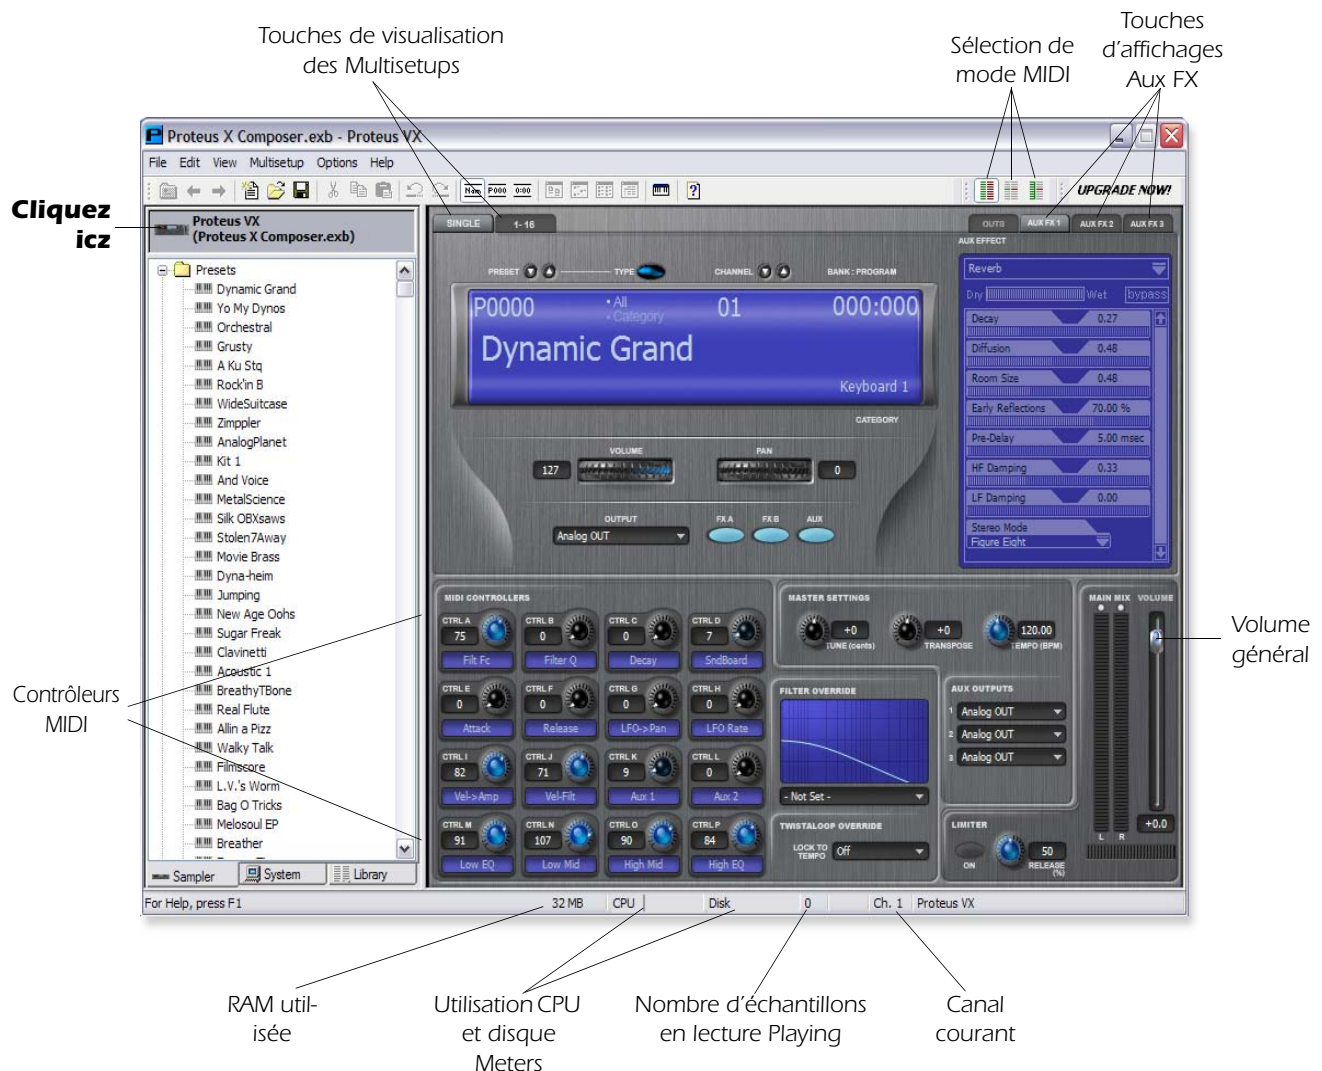 Touches de visualisation
des Multisetups
Sélection de
mode MIDI
Touches
d'affichages
Aux FX
Cliquez
icz
Proteus X Composer.exb - Proteus VX
File Edit View Multisetup Options Help
Nam P000 0:00
UPGRADE NOW!
Proteus VX
(Proteus X Composer.exb)
Presets
Dynamic Grand
Yo My Dynos
Orchestral
Grusty
A Ku Stq
Rock'in B
WideSuitcase
Zimppler
AnalogPlanet
Kit 1
And Voice
MetalScience
Silk OBXsaws
Stolen7Away
Movie Brass
Dyna-heim
Jumping
New Age Oohs
Sugar Freak
Clavinetti
Acoustic 1
BreathyTBone
Real Flute
Allin a Pizz
Walky Talk
Filmscore
L.V.'s Worm
Bag O Tricks
Melosoul EP
Breather
Sampler System Library
SINGLE 1-16
OUTS AUX FX 1 AUX FX 2 AUX FX 3
PRESET TYPE CHANNEL BANK : PROGRAM
P0000 • All 01 000:000
• Category
Dynamic Grand
Keyboard 1
CATEGORY
VOLUME PAN
127 0
OUTPUT FX A FX B AUX
Analog OUT
AUX EFFECT
Reverb
Dry Wet bypass
Decay 0.27
Diffusion 0.48
Room Size 0.48
Early Reflections 70.00 %
Pre-Delay 5.00 msec
HF Damping 0.33
LF Damping 0.00
Stereo Mode
Figure Eight
MIDI CONTROLLERS
CTRL A CTRL B CTRL C CTRL D
75 0 0 7
Filt Fc Filter Q Decay SndBoard
CTRL E CTRL F CTRL G CTRL H
0 0 0 0
Attack Release LFO->Pan LFO Rate
CTRL I CTRL J CTRL K CTRL L
82 71 9 0
Vel->Amp Vel-Filt Aux 1 Aux 2
CTRL M CTRL N CTRL O CTRL P
91 107 90 84
Low EQ Low Mid High Mid High EQ
MASTER SETTINGS
+0 +0 120.00
TUNE (cents) TRANSPOSE TEMPO (BPM)
FILTER OVERRIDE
- Not Set -
TWISTALOOP OVERRIDE
LOCK TO
TEMPO Off
AUX OUTPUTS
1 Analog OUT
2 Analog OUT
3 Analog OUT
LIMITER
50
ON RELEASE
(%)
MAIN MIX VOLUME
+0.0
L R
For Help, press F1 32 MB CPU Disk 0 Ch. 1 Proteus VX
Volume
général
Contrôleurs
MIDI
RAM util-
isée
Utilisation CPU
et disque
Meters
Nombre d'échantillons
en lecture Playing
Canal
courant